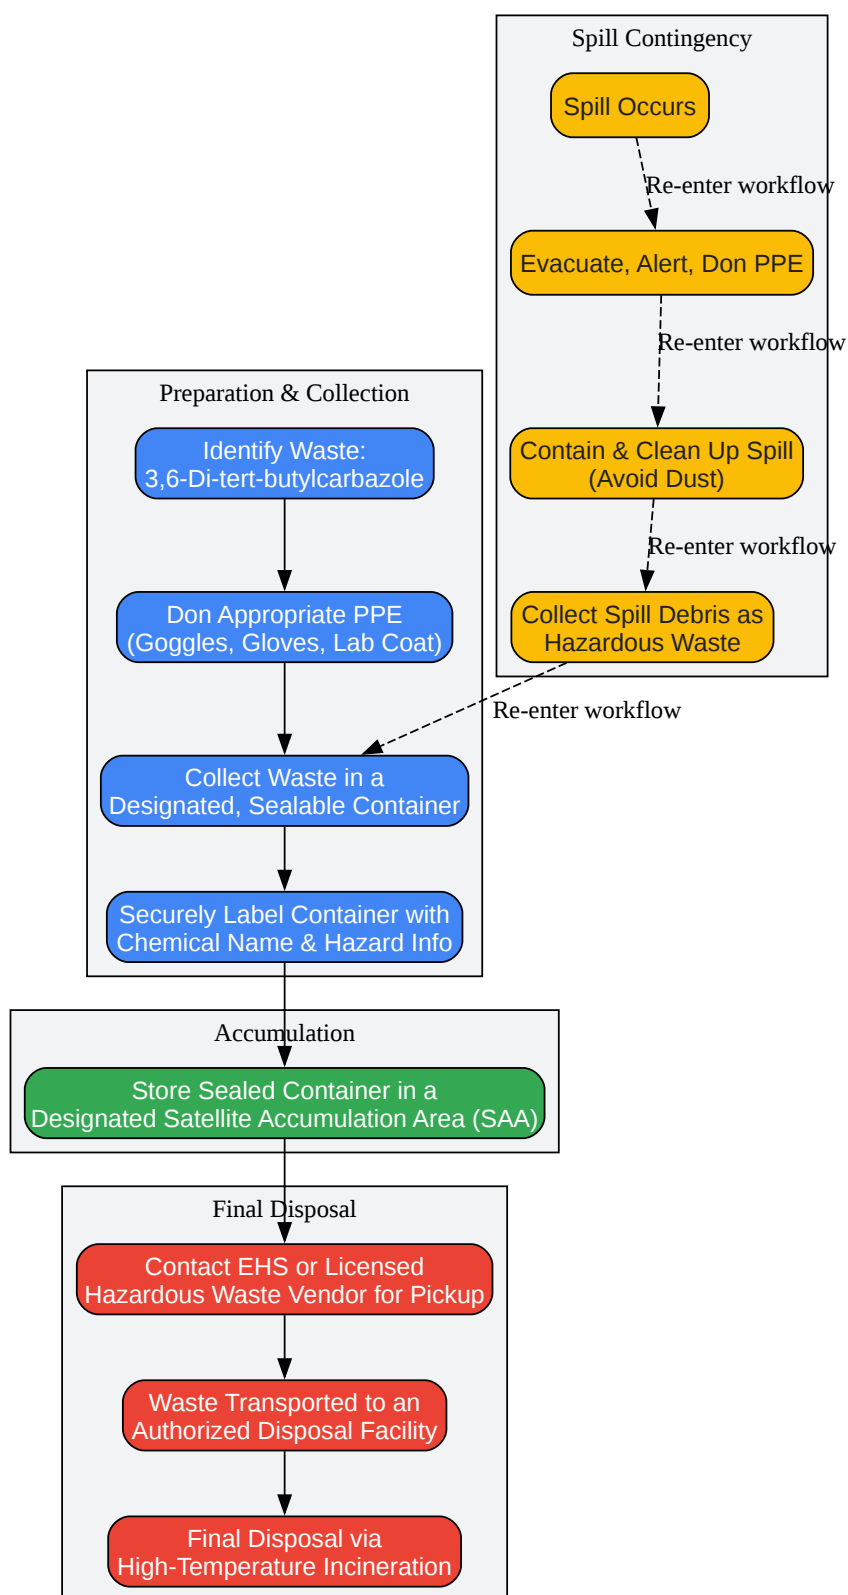 Spill Contingency
Spill Occurs
Re-enter workflow
Evacuate, Alert, Don PPE
Re-enter workflow
Contain & Clean Up Spill
(Avoid Dust)
Re-enter workflow
Collect Spill Debris as
Hazardous Waste
Re-enter workflow
Preparation & Collection
Identify Waste:
3,6-Di-tert-butylcarbazole
Don Appropriate PPE
(Goggles, Gloves, Lab Coat)
Collect Waste in a
Designated, Sealable Container
Securely Label Container with
Chemical Name & Hazard Info
Accumulation
Store Sealed Container in a
Designated Satellite Accumulation Area (SAA)
Final Disposal
Contact EHS or Licensed
Hazardous Waste Vendor for Pickup
Waste Transported to an
Authorized Disposal Facility
Final Disposal via
High-Temperature Incineration